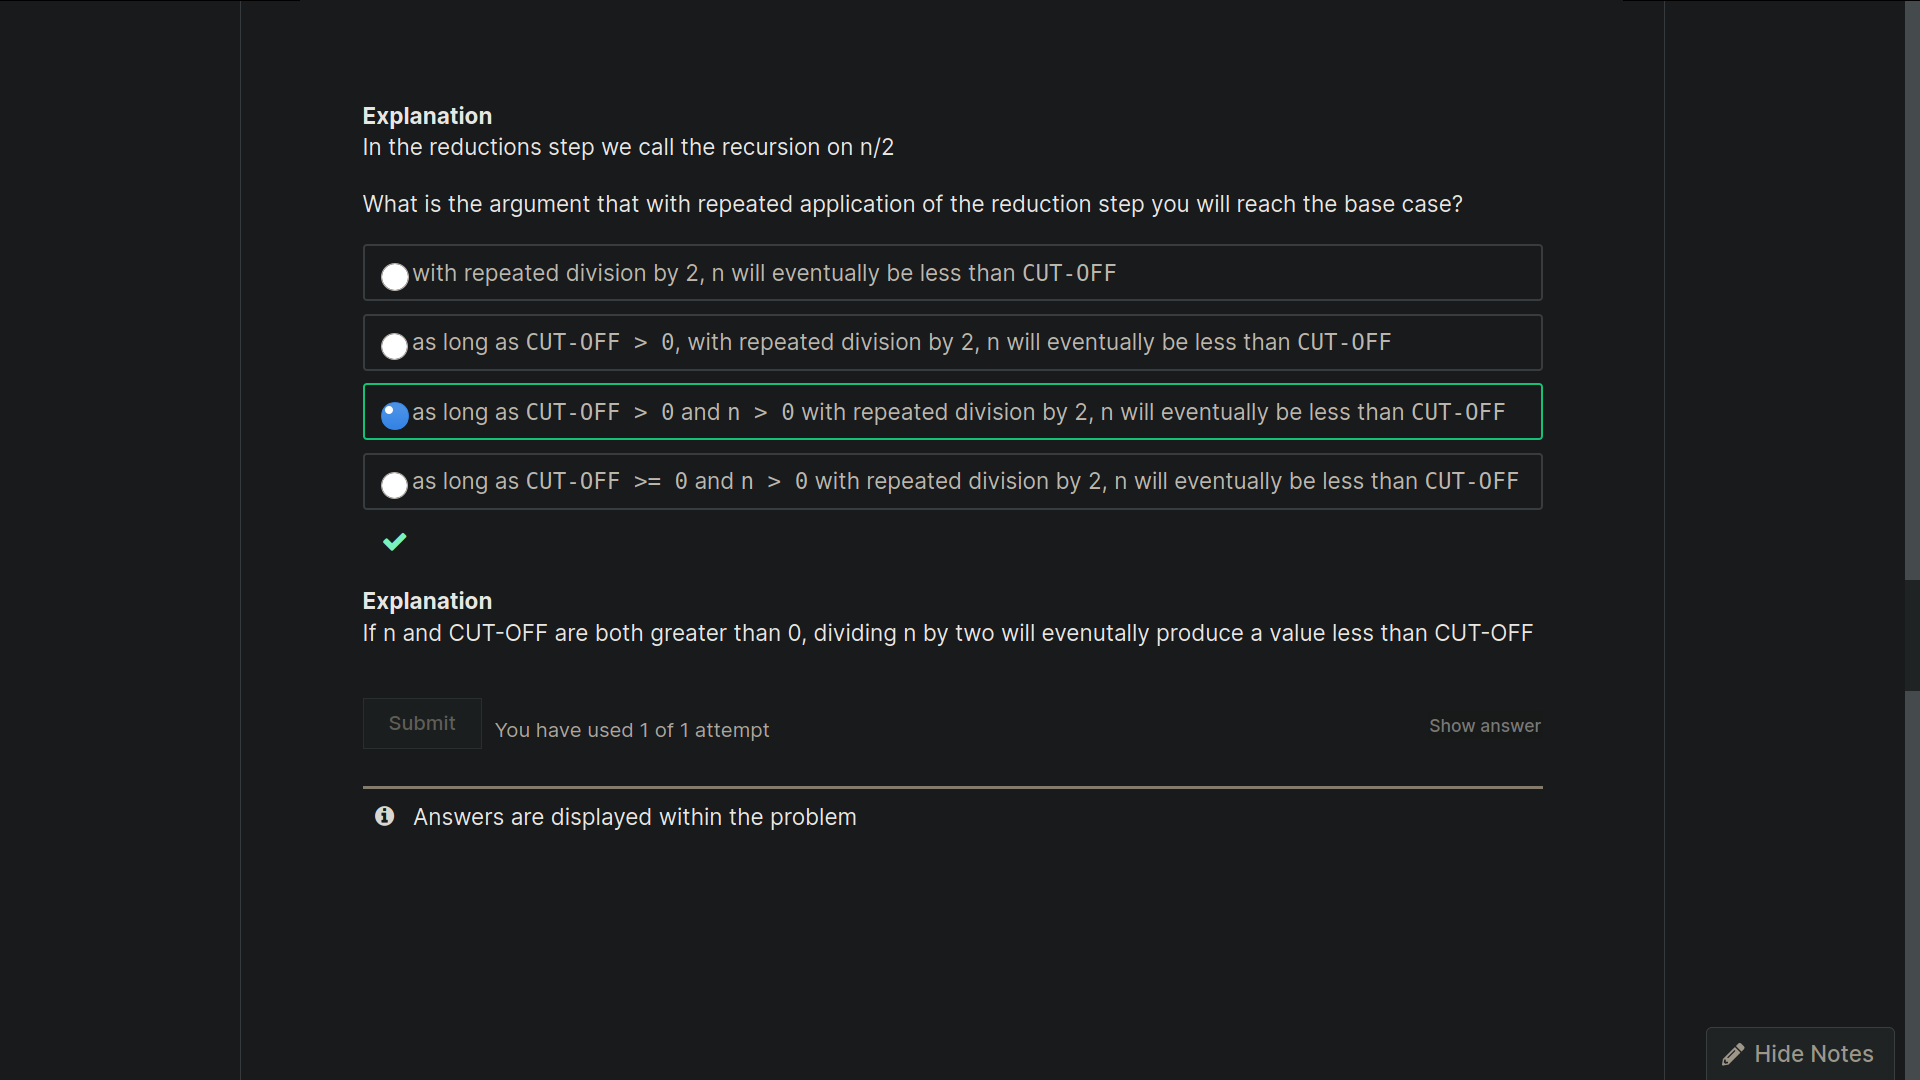 Explanation
In the reductions step we call the recursion on n/2
What is the argument that with repeated application of the reduction step you will reach the base case?
with repeated division by 2, n will eventually be less than CUT-OFF
as long as CUT-OFF > 0, with repeated division by 2, n will eventually be less than CUT-OFF
as long as CUT-OFF > 0 and n > 0 with repeated division by 2, n will eventually be less than CUT-OFF
as long as CUT-OFF >= 0 and n > 0 with repeated division by 2, n will eventually be less than CUT-OFF
Explanation
If n and CUT-OFF are both greater than 0, dividing n by two will evenutally produce a value less than CUT-OFF
Submit
You have used 1 of 1 attempt
Show answer
Answers are displayed within the problem
Hide Notes